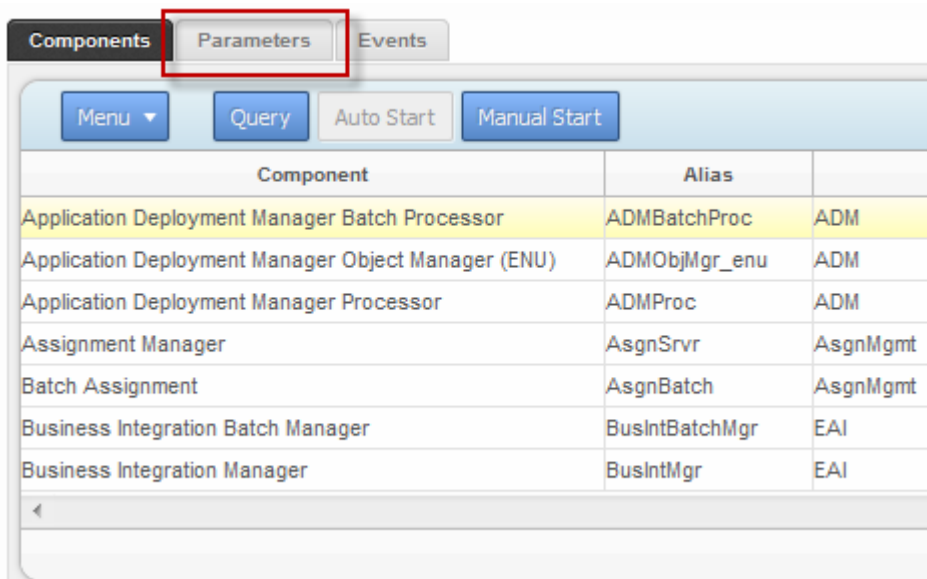 Components Parameters Events
Menu Query Auto Start Manual Start
Component Alias
Application Deployment Manager Batch Processor ADMBatchProc ADM
Application Deployment Manager Object Manager (ENU) ADMObjMgr_enu ADM
Application Deployment Manager Processor ADMProc ADM
Assignment Manager AsgnSrvr AsgnMgmt
Batch Assignment AsgnBatch AsgnMgmt
Business Integration Batch Manager BusIntBatchMgr EAI
Business Integration Manager BusIntMgr EAI